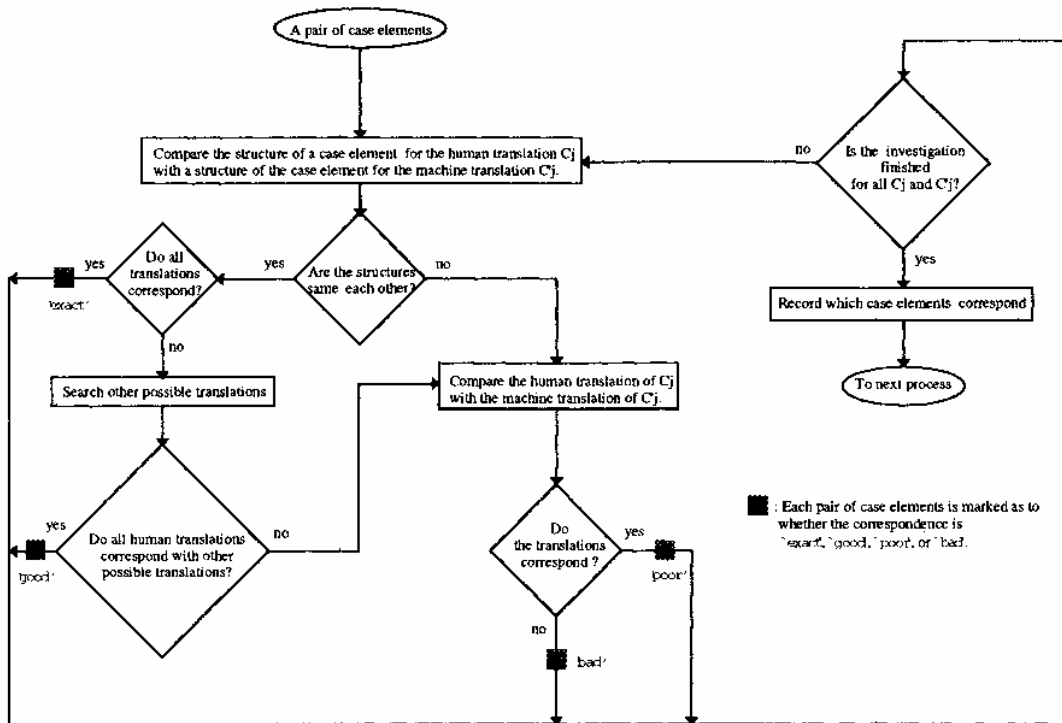 A pair of case elements
Compare the structure of a case element for the human translation Cj
with a structure of the case element for the machine translation C'j.
no
Is the investigation
finished
for all Cj and C'j?
yes
Record which case elements correspond
To next process
Are the structures
same each other?
yes
no
Do all
translations
correspond?
yes
'exact'
no
Search other possible translations
Compare the human translation of Cj
with the machine translation of C'j.
Do all human translations
correspond with other
possible translations?
yes
'good'
no
Do
the translations
correspond ?
yes
'poor'
no
'bad'
: Each pair of case elements is marked as to
whether the correspondence is
`exact', `good', `poor', or `bad'.